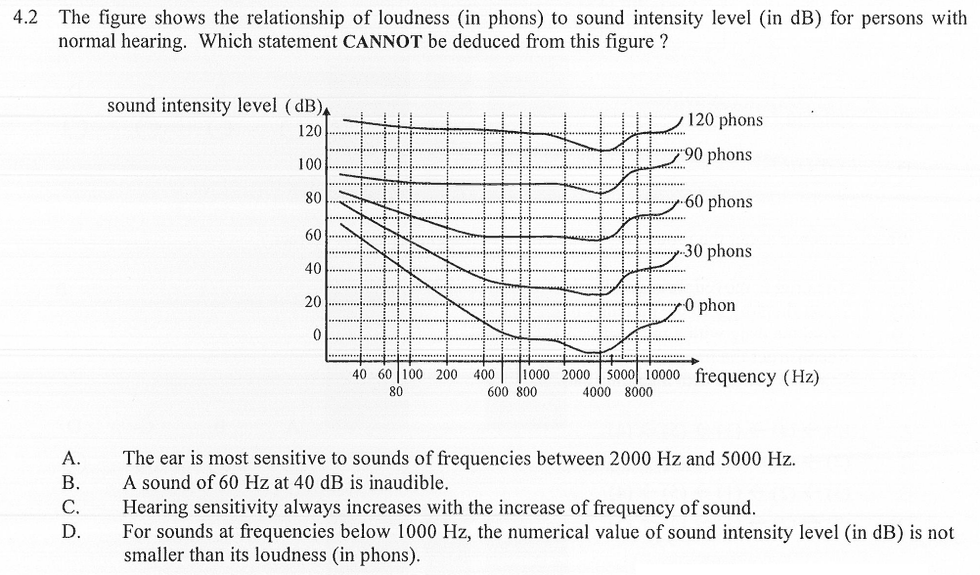 4.2 The figure shows the relationship of loudness (in phons) to sound intensity level (in dB) for persons with
normal hearing. Which statement CANNOT be deduced from this figure ?
sound intensity level ( dB)
120
100
80
60
40
20
0
120 phons
90 phons
60 phons
30 phons
0 phon
40 60 100 200 400 1000 2000 5000 10000 frequency (Hz)
80 600 800 4000 8000
A. The ear is most sensitive to sounds of frequencies between 2000 Hz and 5000 Hz.
B. A sound of 60 Hz at 40 dB is inaudible.
C. Hearing sensitivity always increases with the increase of frequency of sound.
D. For sounds at frequencies below 1000 Hz, the numerical value of sound intensity level (in dB) is not
smaller than its loudness (in phons).